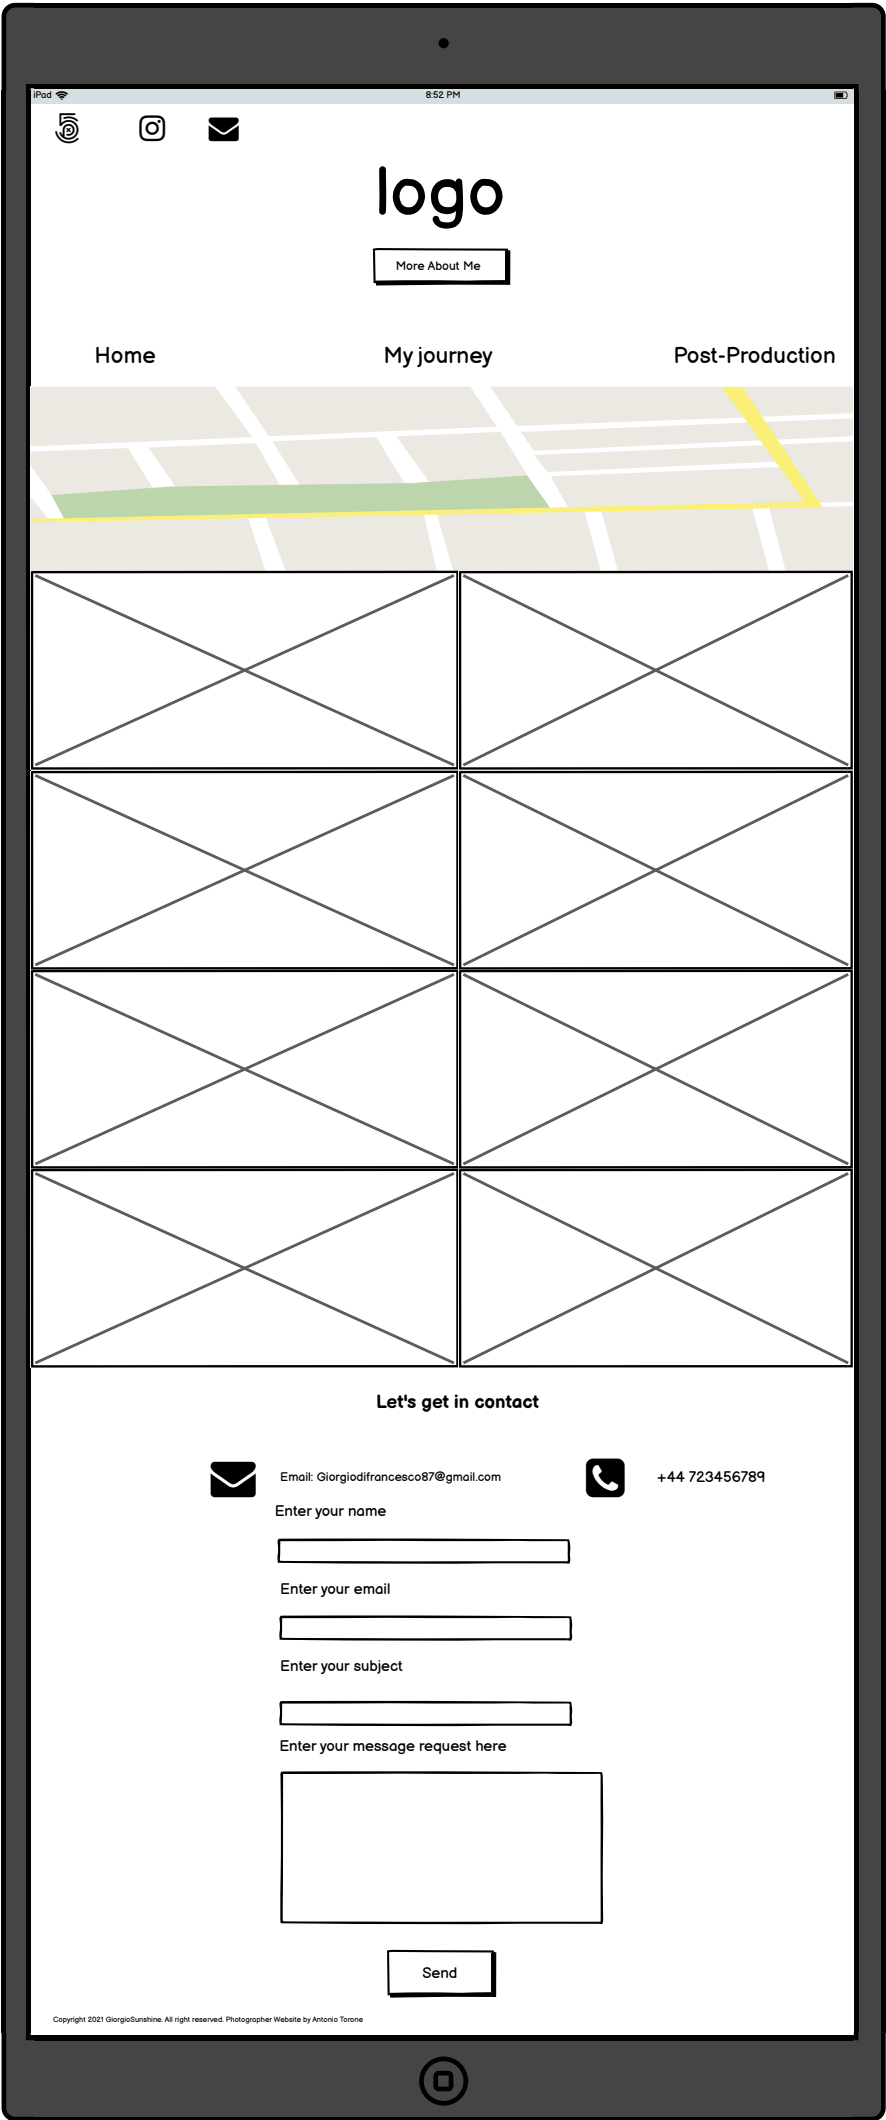 iPad
8:52 PM
logo
More About Me
Home
My journey
Post-Production
Let's get in contact
Email: Giorgiodifrancesco87@gmail.com
+44 723456789
Enter your name
Enter your email
Enter your subject
Enter your message request here
Send
Copyright 2021 GiorgioSunshine. All right reserved. Photographer Website by Antonio Torone